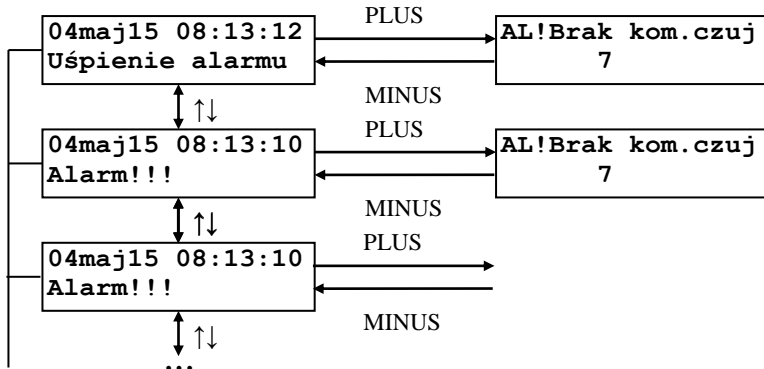 PLUS
04maj15 08:13:12
Uśpienie alarmu
AL!Brak kom.czuj
7
MINUS
↑↓
PLUS
04maj15 08:13:10
Alarm!!!
AL!Brak kom.czuj
7
MINUS
↑↓
PLUS
04maj15 08:13:10
Alarm!!!
MINUS
↑↓
...